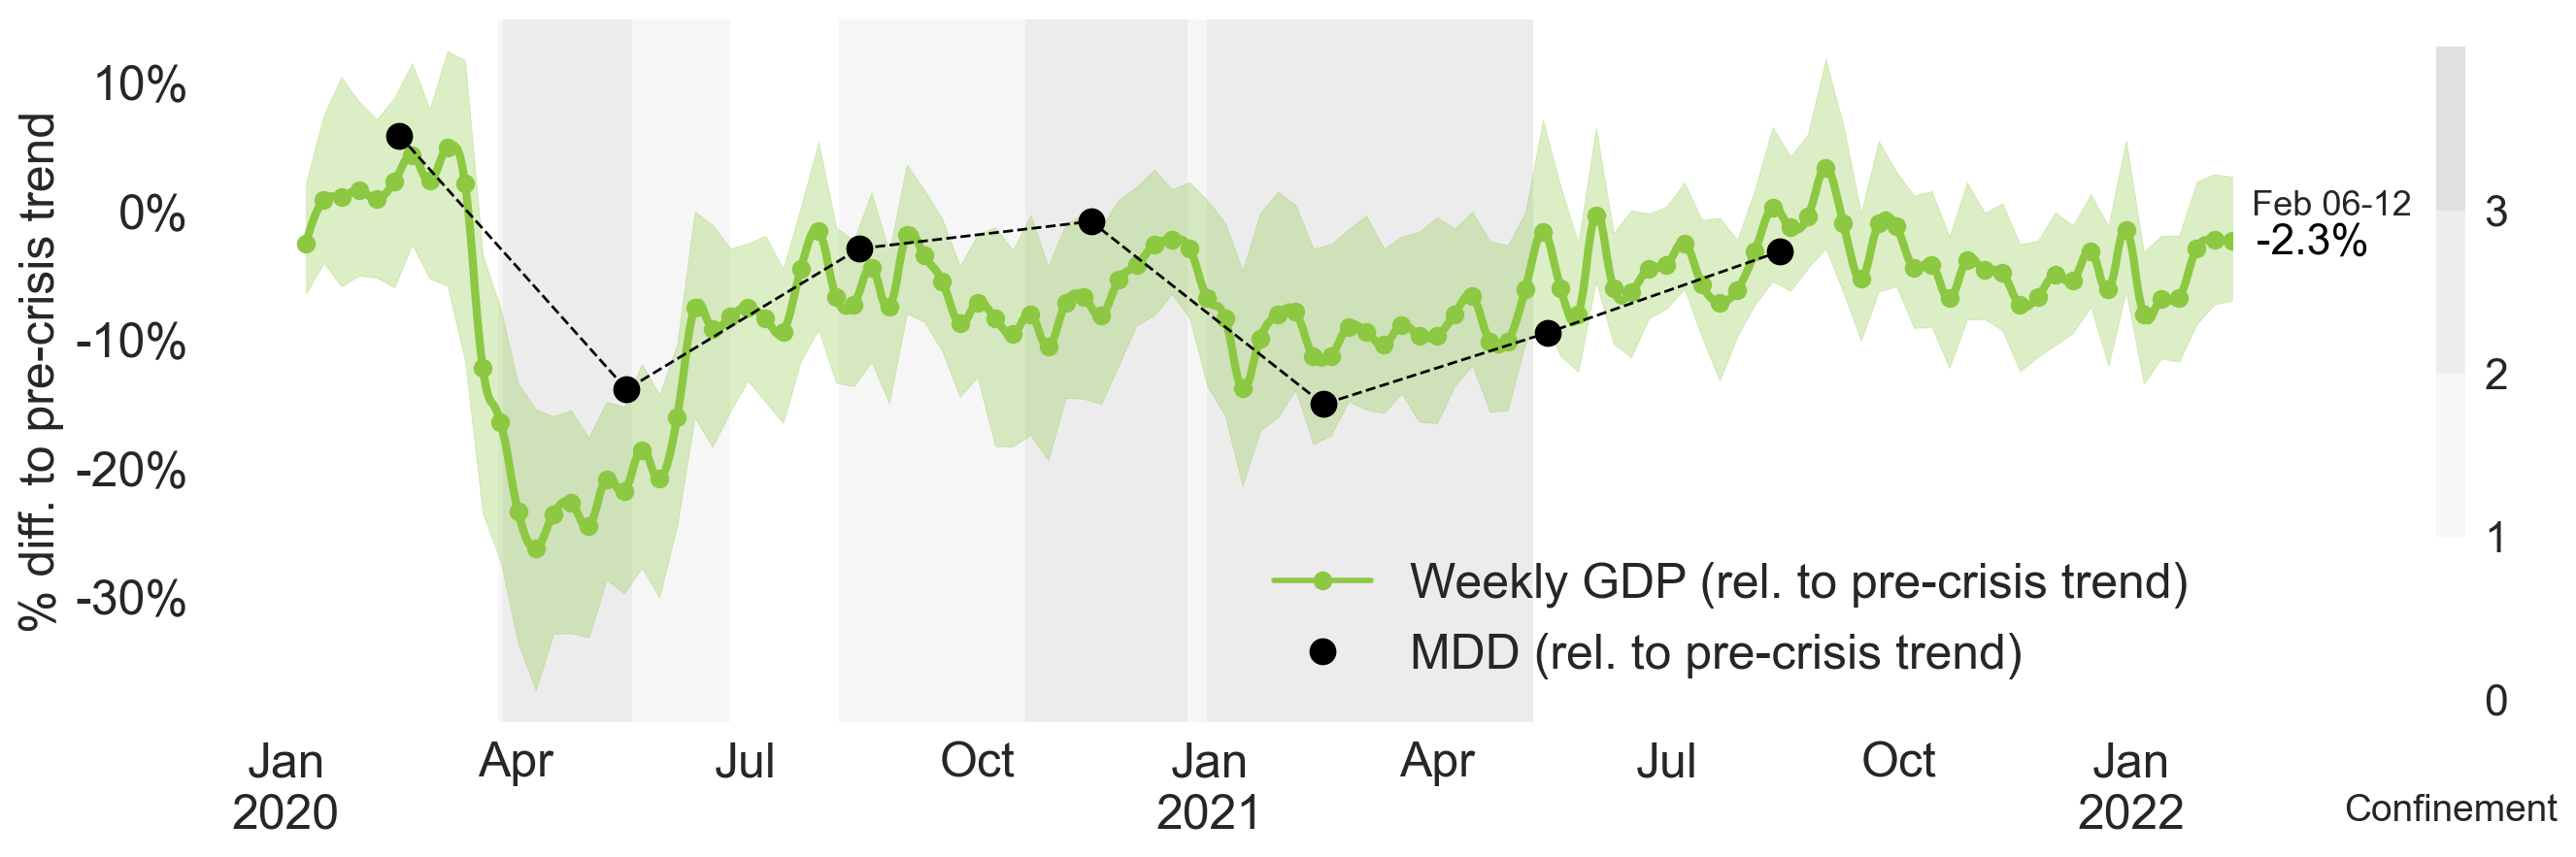 % diff. to pre-crisis trend
10%
0%
-10%
-20%
-30%
Feb 06-12
-2.3%
Weekly GDP (rel. to pre-crisis trend)
MDD (rel. to pre-crisis trend)
3
2
1
0
Jan Apr Jul Oct Jan Apr Jul Oct Jan
2020 2021 2022
Confinement